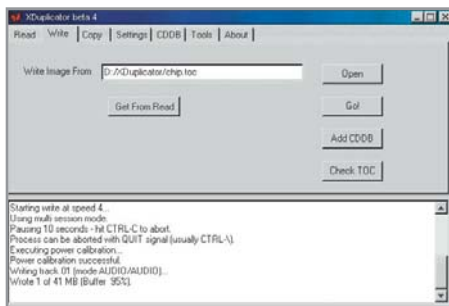 XDuplicator beta 4
Read Write Copy Settings CDDB Tools About
Write Image From D:/XDuplicator/chip.toc Open
Get From Read Go!
Add CDDB
Check TOC
Starting write at speed 4...
Using multi session mode.
Pausing 10 seconds - hit CTRL-C to abort.
Process can be aborted with QUIT signal (usually CTRL-\).
Executing power calibration...
Power calibration successful.
Writing track 01 (mode AUDIO/AUDIO)...
Wrote 1 of 41 MB (Buffer 95%).